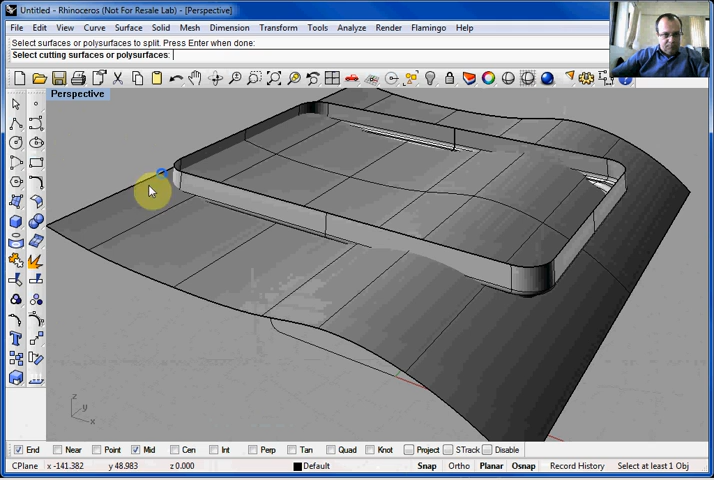 Untitled - Rhinoceros (Not For Resale Lab) - [Perspective]
File Edit View Curve Surface Solid Mesh Dimension Transform Tools Analyze Render Flamingo Help
Select surfaces or polysurfaces to split. Press Enter when done:
Select cutting surfaces or polysurfaces:
Perspective
z
y
x
End Near Point Mid Cen Int Perp Tan Quad Knot Project STrack Disable
CPlane x -141.382 y 48.983 z 0.000 Default Snap Ortho Planar Osnap Record History Select at least 1 Obj